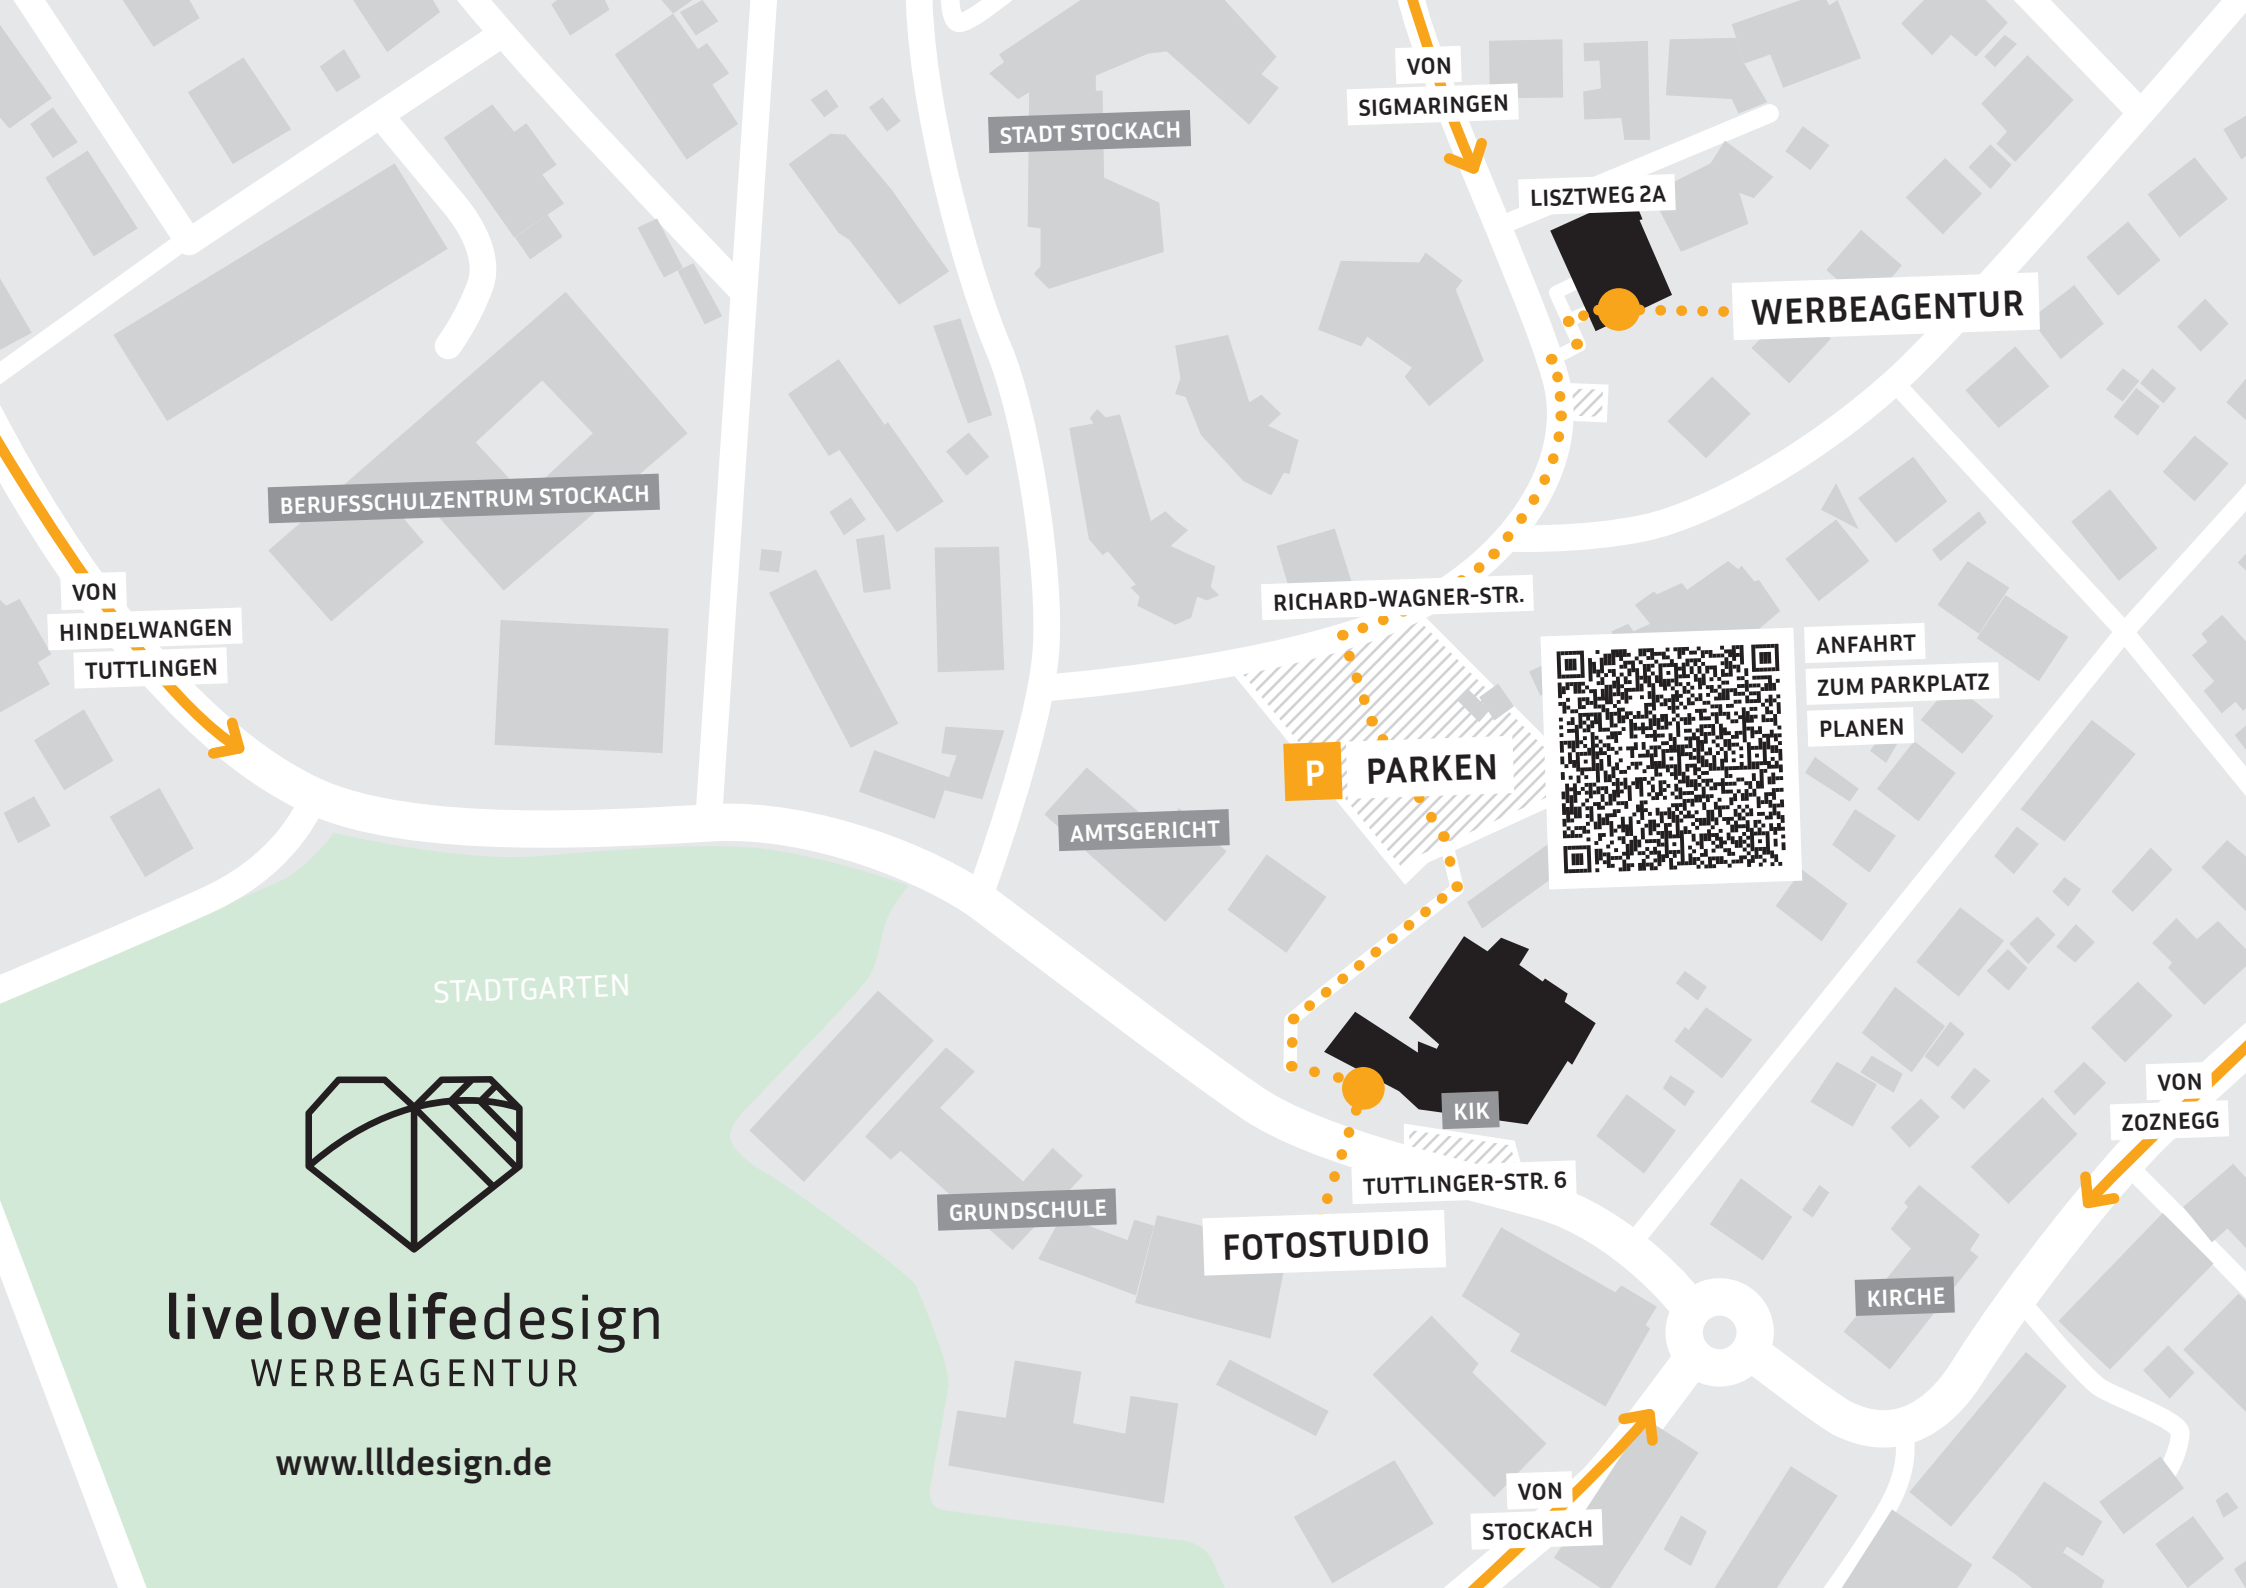 VON
SIGMARINGEN
STADT STOCKACH
LISZTWEG 2A
WERBEAGENTUR
BERUFSSCHULZENTRUM STOCKACH
VON
HINDELWANGEN
TUTTLINGEN
RICHARD-WAGNER-STR.
ANFAHRT
ZUM PARKPLATZ
PLANEN
P
PARKEN
AMTSGERICHT
STADTGARTEN
KIK
VON
ZOZNEGG
TUTTLINGER-STR. 6
GRUNDSCHULE
FOTOSTUDIO
KIRCHE
livelovelifedesign
WERBEAGENTUR
www.llldesign.de
VON
STOCKACH